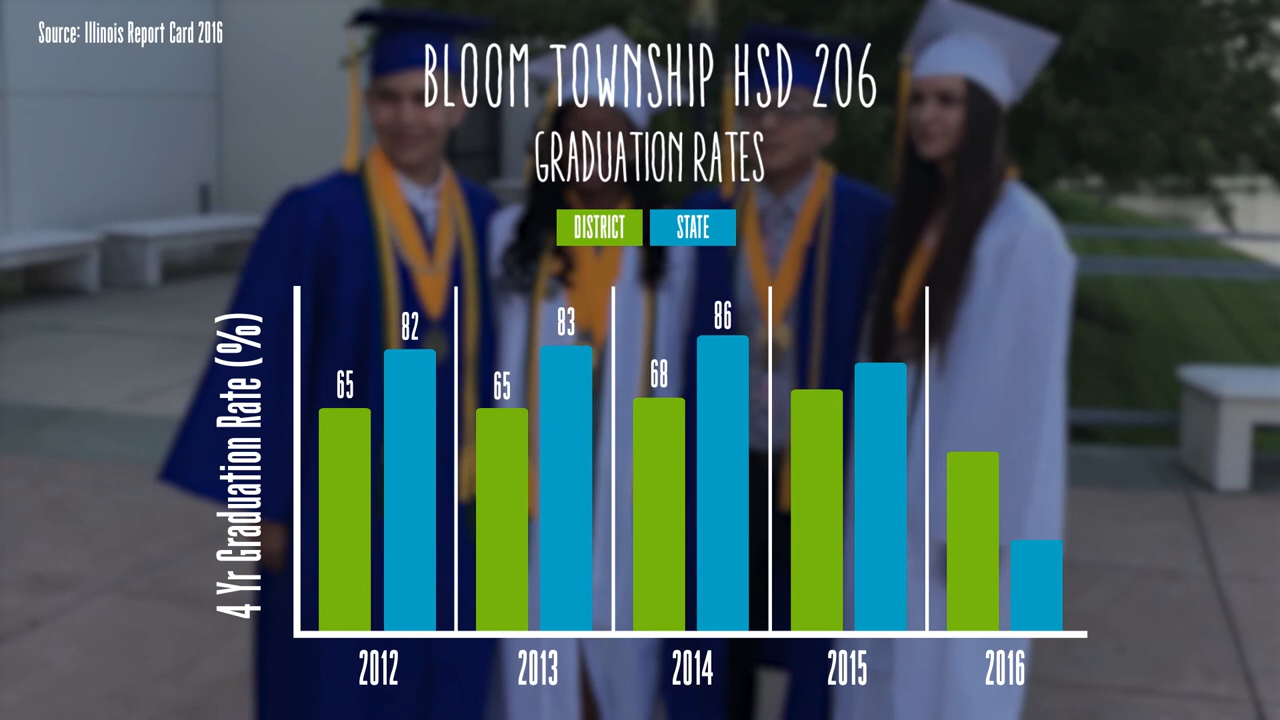 Source: Illinois Report Card 2016
BLOOM TOWNSHIP HSD 206
GRADUATION RATES
DISTRICT STATE
4 Yr Graduation Rate (%)
65 82 65 83 68 86
2012 2013 2014 2015 2016